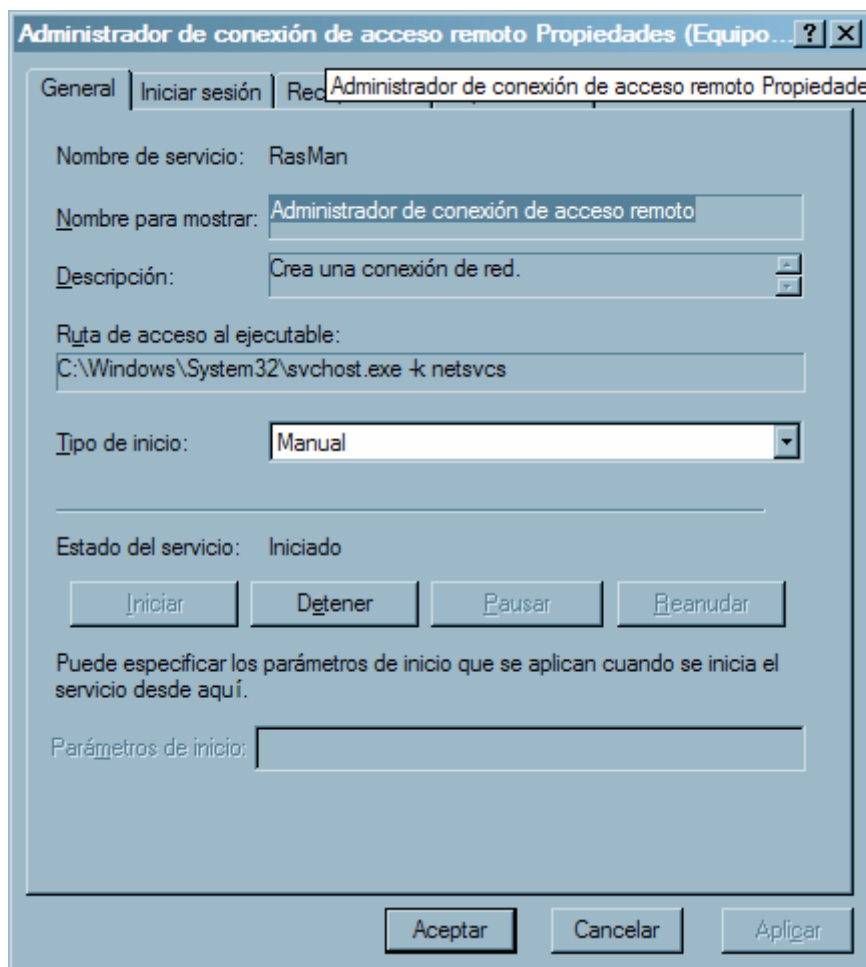 Administrador de conexión de acceso remoto Propiedades (Equipo...
General Iniciar sesión Administrador de conexión de acceso remoto
Nombre de servicio: RasMan
Nombre para mostrar: Administrador de conexión de acceso remoto
Descripción: Crea una conexión de red.
Ruta de acceso al ejecutable:
C:\Windows\System32\svchost.exe -k netsvcs
Tipo de inicio: Manual
Estado del servicio: Iniciado
Iniciar Detener Pausar Reanudar
Puede especificar los parámetros de inicio que se aplican cuando se inicia el
servicio desde aquí.
Parámetros de inicio:
Aceptar Cancelar Aplicar